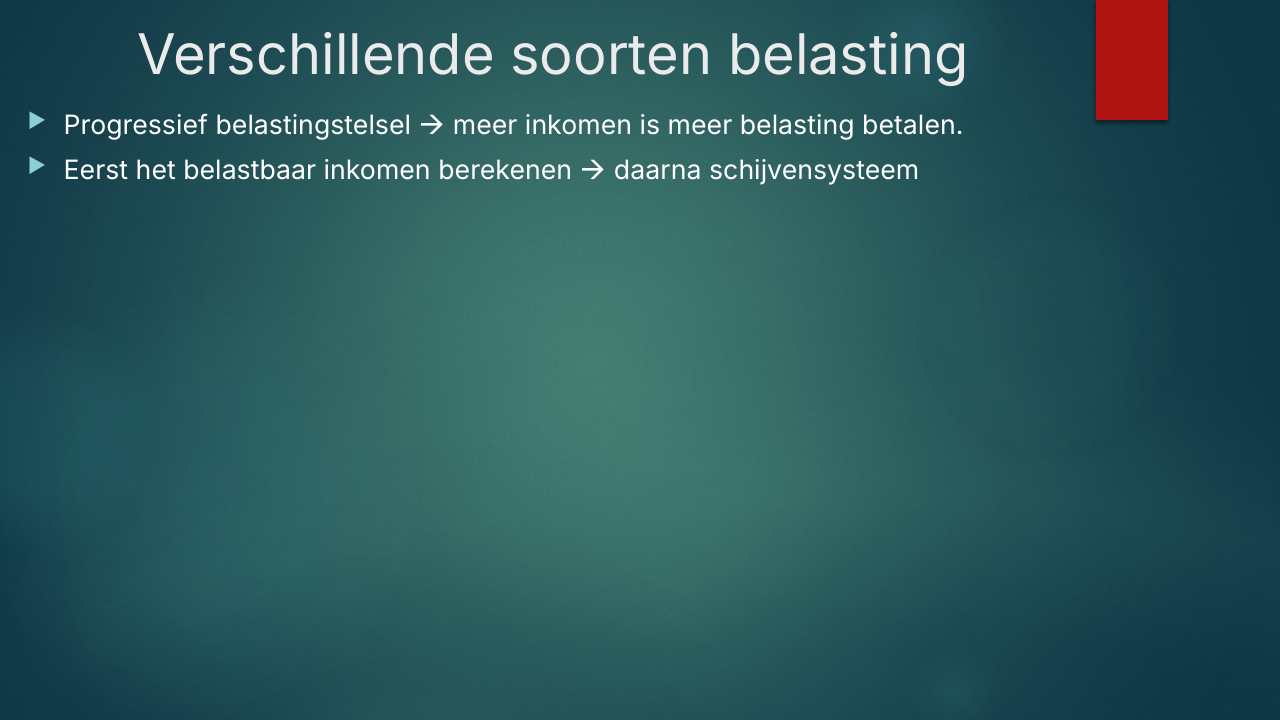 Verschillende soorten belasting
Progressief belastingstelsel → meer inkomen is meer belasting betalen.
Eerst het belastbaar inkomen berekenen → daarna schijvensysteem